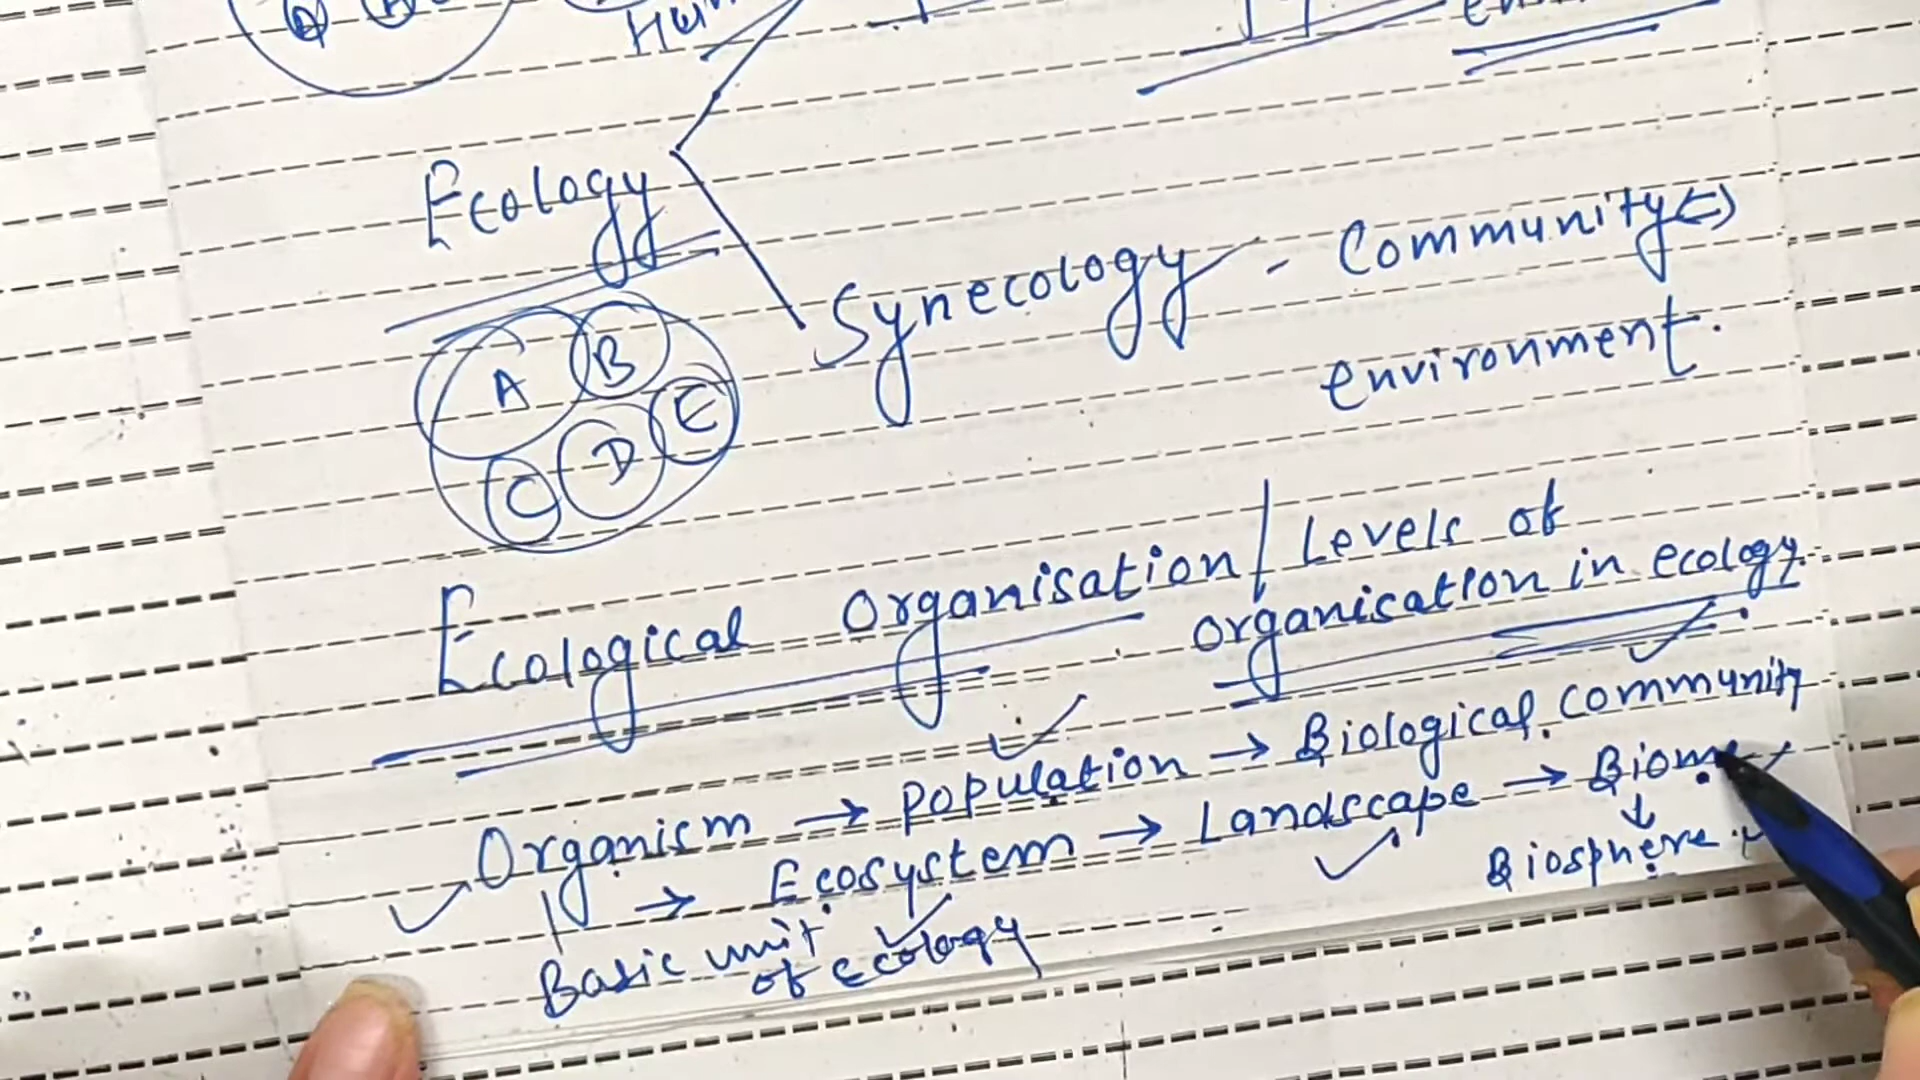 Ecology
Synecology - Community ↔
environment.
A B
C D E
Ecological Organisation / Levels of
organisation in ecology.
Organism → Population → Biological community
→ Ecosystem → Landscape → Biome
↓
Biosphere
Basic unit
of ecology